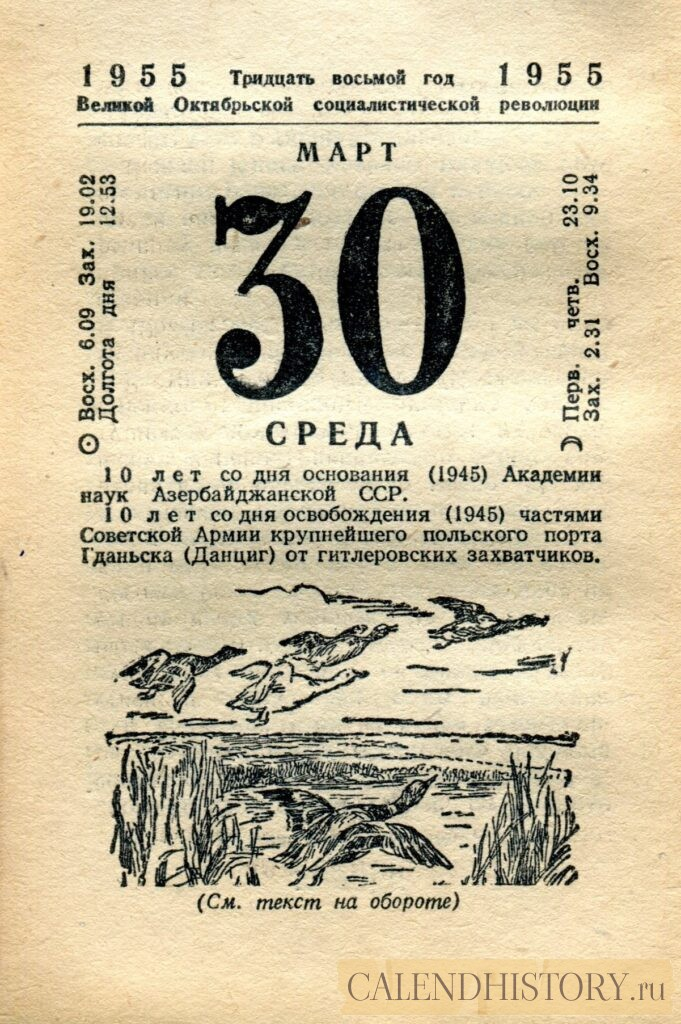 1955 Тридцать восьмой год 1955
Великой Октябрьской социалистической революции
МАРТ
Восх. 6.09 Зах. 19.02
Долгота дня 12.53
30
Перв. четв. 23.10
Зах. 2.31 Восх. 9.34
СРЕДА
10 лет со дня основания (1945) Академии
наук Азербайджанской ССР.
10 лет со дня освобождения (1945) частями
Советской Армии крупнейшего польского порта
Гданьска (Данциг) от гитлеровских захватчиков.
(См. текст на обороте)
CALENDHISTORY.ru